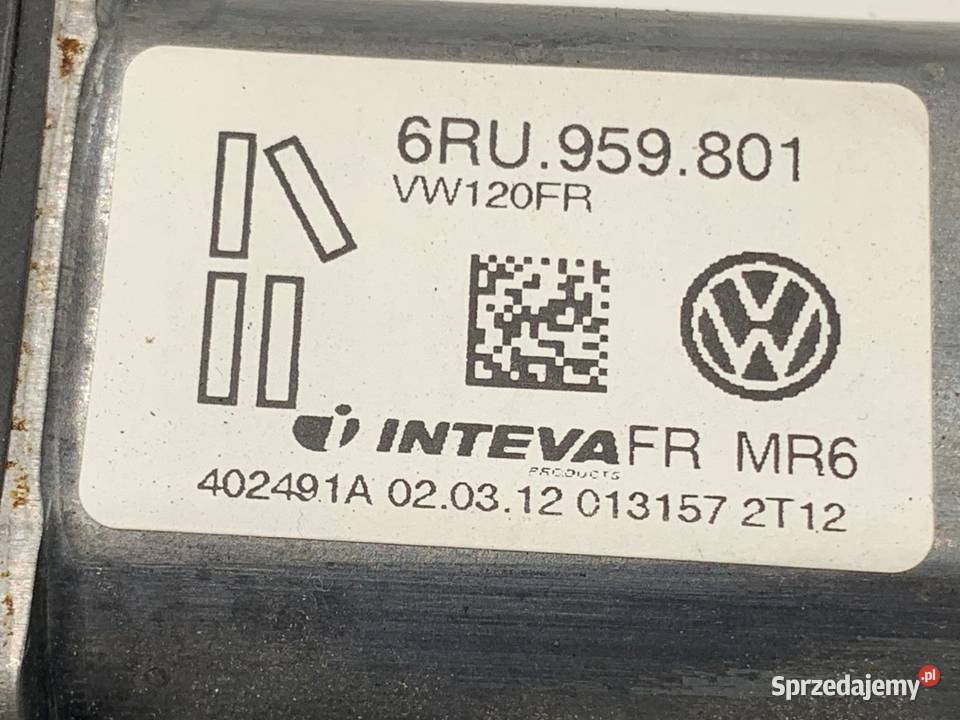 6RU.959.801
VW120FR
INTEVA FR MR6
PRODUCTS
402491A 02.03.12 013157 2T12
Sprzedajemy.pl